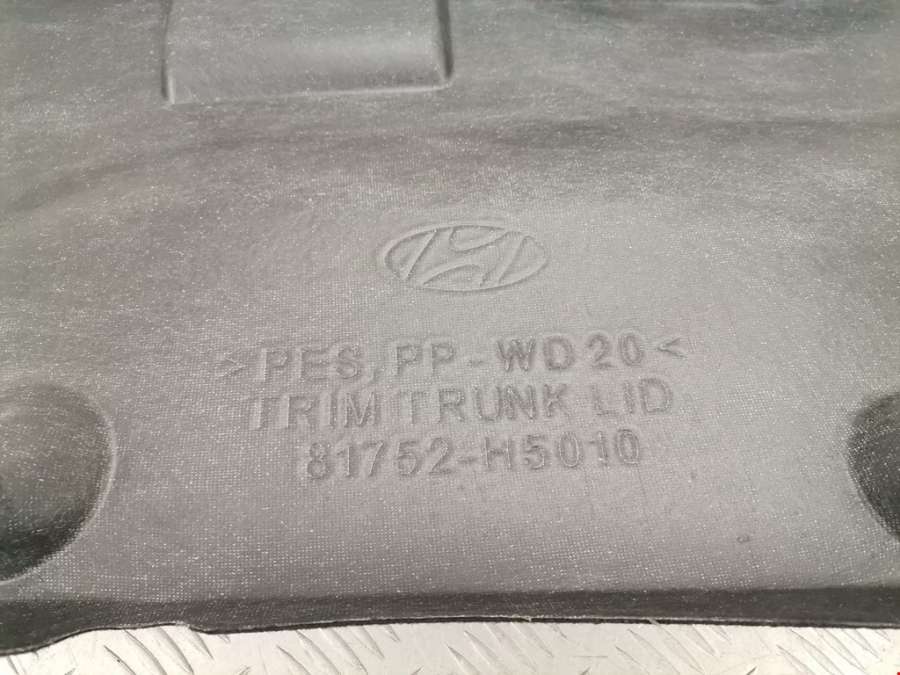 >PES,PP-WD20<
TRIM TRUNK LID
81752-H5010